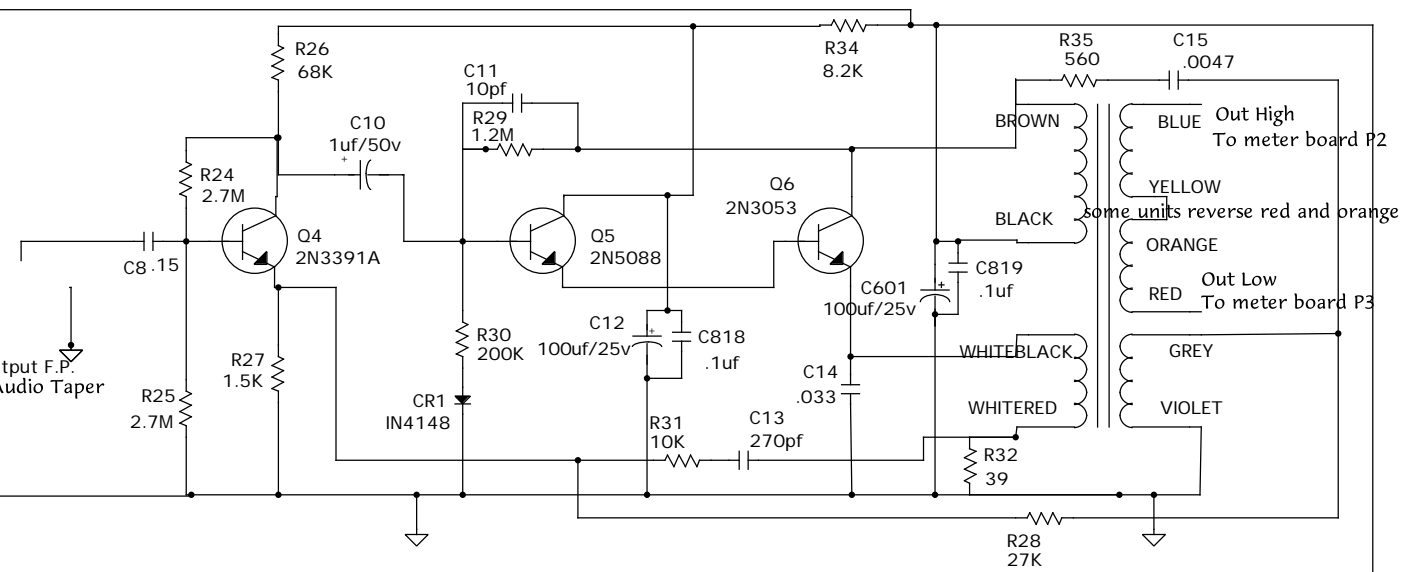 R26
68K
R34
8.2K
R35
560
C15
.0047
C11
10pf
R29
1.2M
C10
1uf/50v
+
BROWN
BLUE
Out High
To meter board P2
R24
2.7M
Q6
2N3053
YELLOW
some units reverse red and orange
BLACK
Q4
2N3391A
Q5
2N5088
ORANGE
C8 .15
C819
.1uf
C601
100uf/25v
+
RED
Out Low
To meter board P3
C12
100uf/25v
+
C818
.1uf
R30
200K
WHITEBLACK
GREY
tput F.P.
Audio Taper
R27
1.5K
C14
.033
R25
2.7M
CR1
IN4148
WHITERED
VIOLET
R31
10K
C13
270pf
R32
39
R28
27K